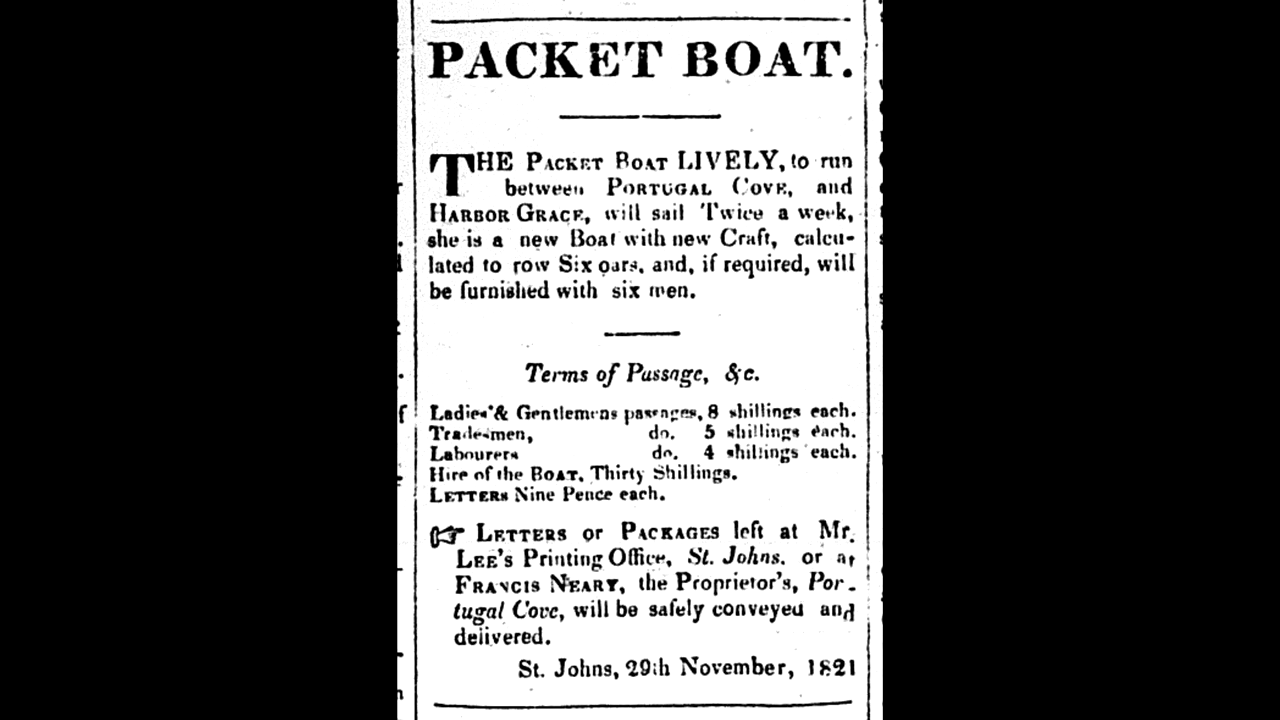 PACKET BOAT.
THE PACKET BOAT LIVELY, to run
between PORTUGAL COVE, and
HARBOR GRACE, will sail Twice a week,
she is a new Boat with new Craft, calcu-
lated to row Six oars, and, if required, will
be furnished with six men.
Terms of Passage, &c.
Ladies' & Gentlemens passages, 8 shillings each.
Tradesmen, do. 5 shillings each.
Labourers do. 4 shillings each.
Hire of the BOAT, Thirty Shillings.
LETTERS Nine Pence each.
☞ LETTERS or PACKAGES left at Mr.
LEE'S Printing Office, St. Johns. or at
FRANCIS NEARY, the Proprietor's, Por-
tugal Cove, will be safely conveyed and
delivered.
St. Johns, 29th November, 1821